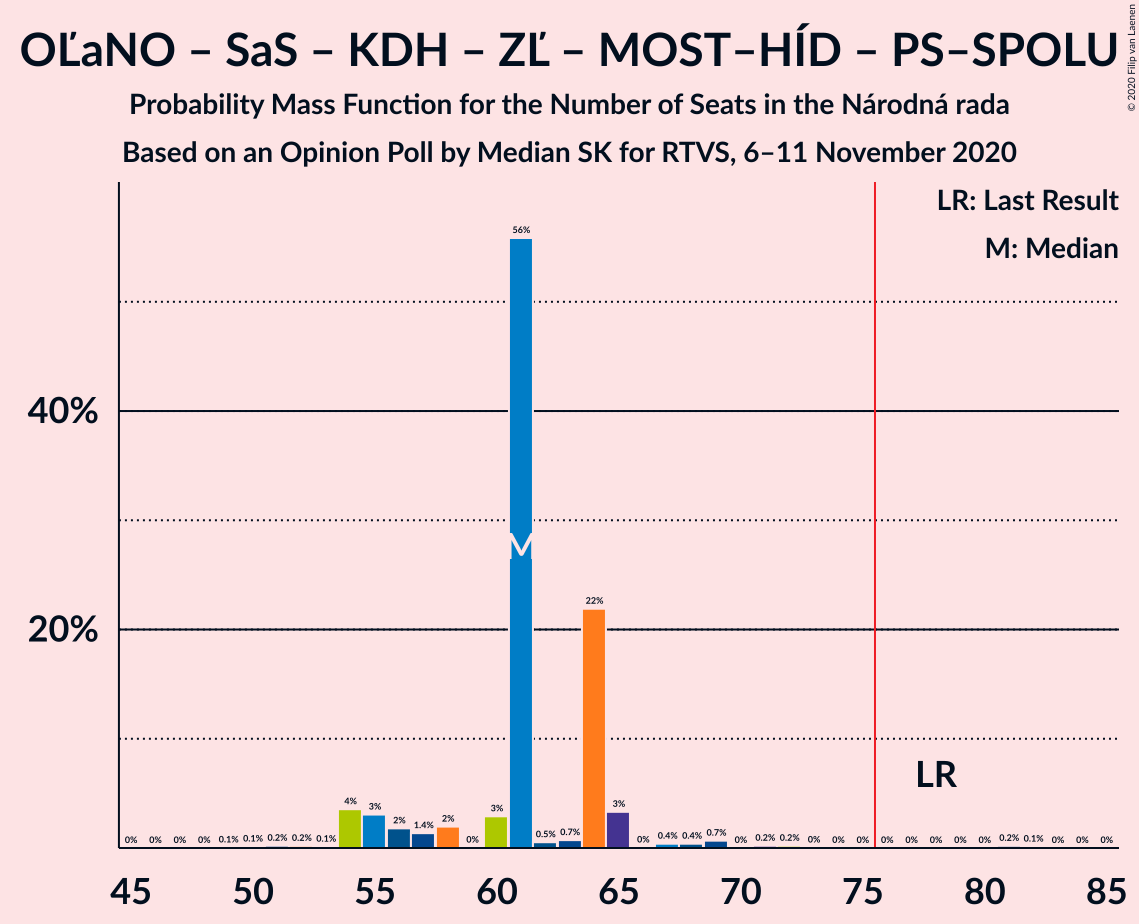 OĽaNO – SaS – KDH – ZĽ – MOST–HÍD – PS–SPOLU
Probability Mass Function for the Number of Seats in the Národná rada
Based on an Opinion Poll by Median SK for RTVS, 6–11 November 2020
© 2020 Filip van Laenen
LR: Last Result
M: Median
56%
40%
M
22%
20%
LR
0% 0% 0% 0% 0.1% 0.1% 0.2% 0.2% 0.1% 4% 3% 2% 1.4% 2% 0% 3% 0.5% 0.7% 3% 0% 0.4% 0.4% 0.7% 0% 0.2% 0.2% 0% 0% 0% 0% 0% 0% 0% 0% 0.2% 0.1% 0% 0% 0%
45 50 55 60 65 70 75 80 85